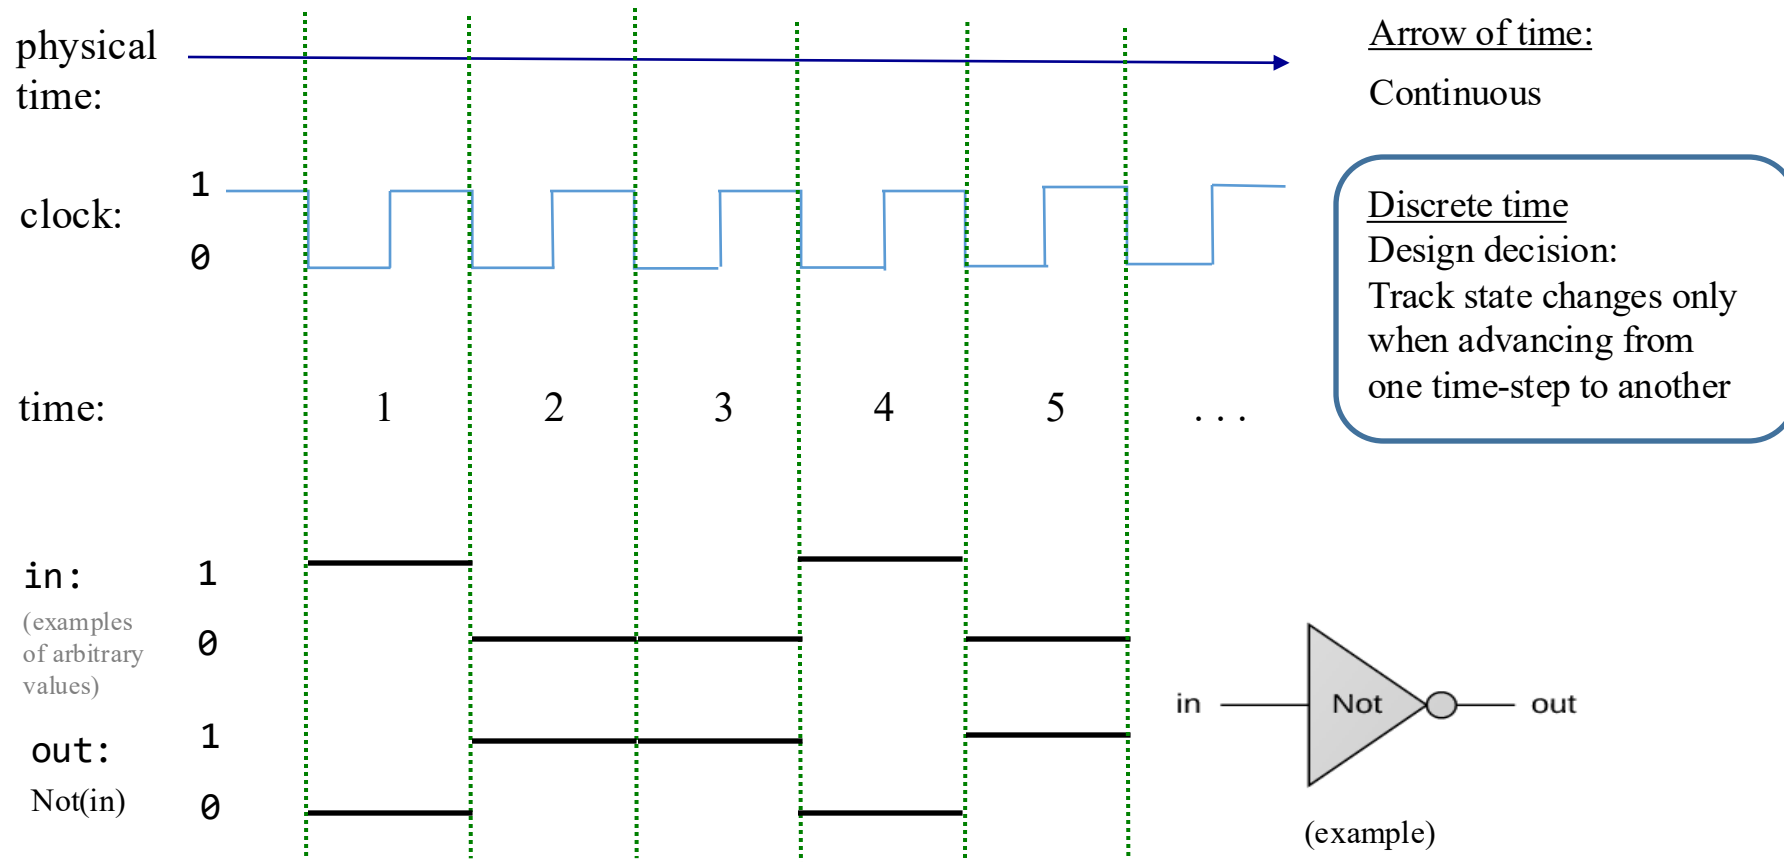 physical
time:
Arrow of time:
Continuous
clock:
1
0
Discrete time
Design decision:
Track state changes only
when advancing from
one time-step to another
time:
1 2 3 4 5 . . .
in:
1
(examples
of arbitrary
values)
0
out:
1
Not(in)
0
in Not out
(example)